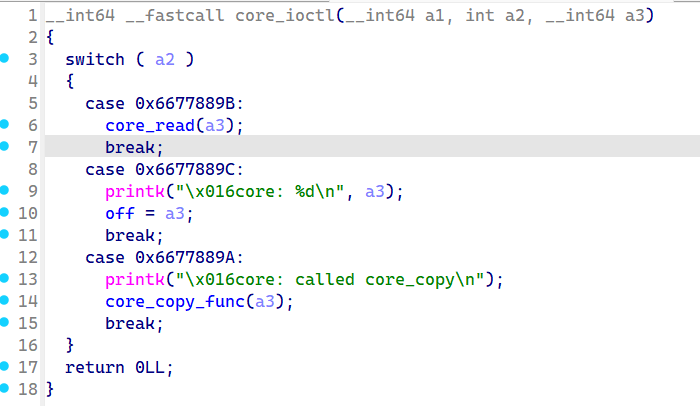 1 __int64 __fastcall core_ioctl(__int64 a1, int a2, __int64 a3)
2 {
3   switch ( a2 )
4   {
5     case 0x6677889B:
6       core_read(a3);
7       break;
8     case 0x6677889C:
9       printk("\x016core: %d\n", a3);
10       off = a3;
11       break;
12     case 0x6677889A:
13       printk("\x016core: called core_copy\n");
14       core_copy_func(a3);
15       break;
16   }
17   return 0LL;
18 }